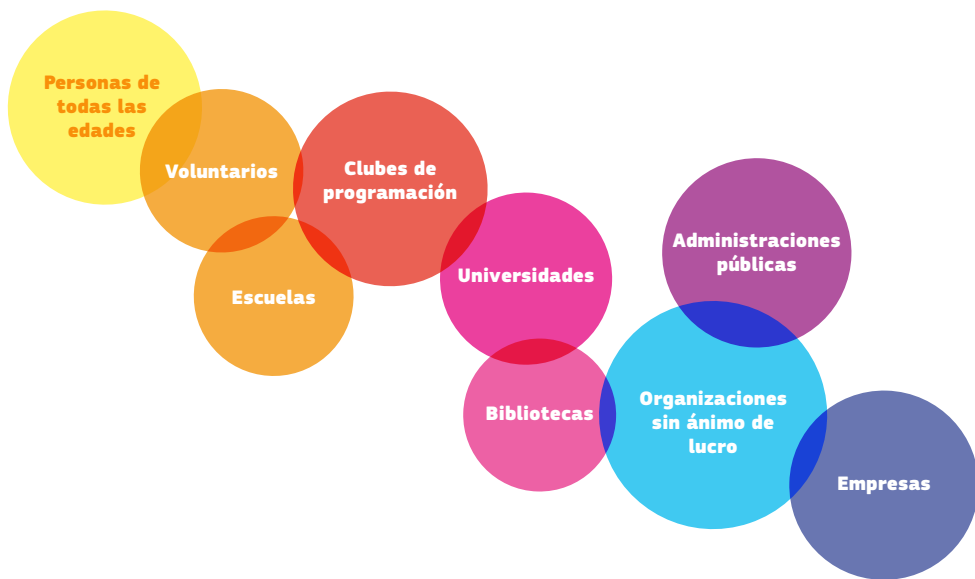 Personas de
todas las
edades
Voluntarios
Clubes de
programación
Escuelas
Universidades
Administraciones
públicas
Bibliotecas
Organizaciones
sin ánimo de
lucro
Empresas